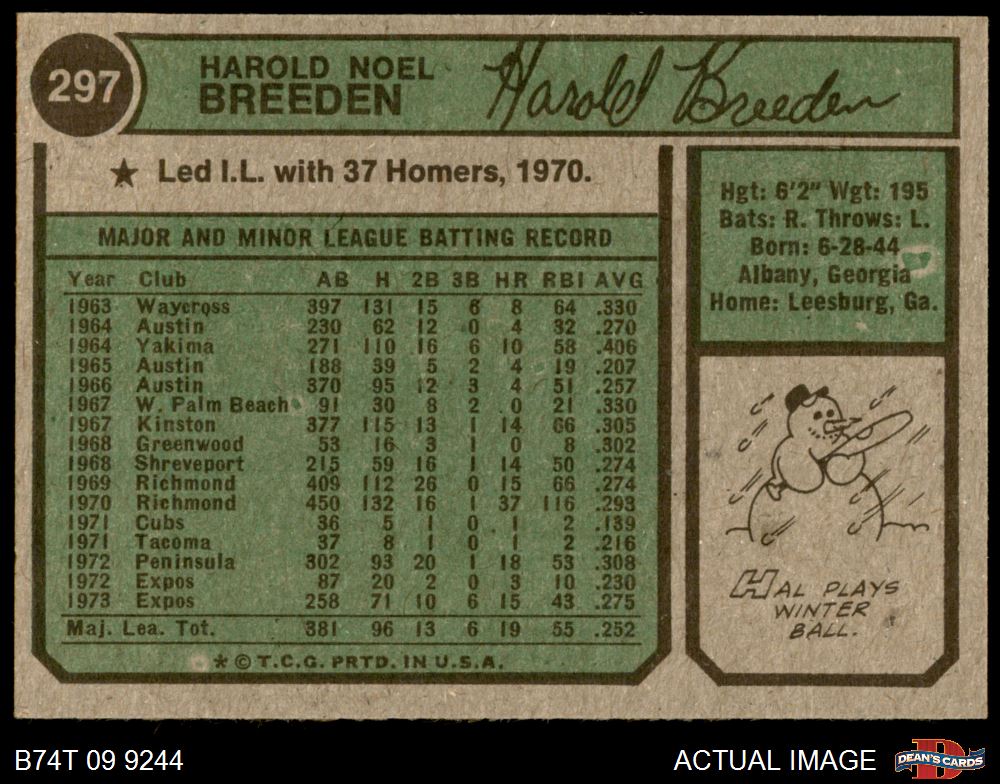 297
HAROLD NOEL
BREEDEN
Harold Breeden
★ Led I.L. with 37 Homers, 1970.
MAJOR AND MINOR LEAGUE BATTING RECORD
Year Club AB H 2B 3B HR RBI AVG
1963 Waycross 397 131 15 6 8 64 .330
1964 Austin 230 62 12 0 4 32 .270
1964 Yakima 271 110 16 6 10 58 .406
1965 Austin 188 39 5 2 4 19 .207
1966 Austin 370 95 12 3 4 51 .257
1967 W. Palm Beach 91 30 8 2 0 21 .330
1967 Kinston 377 115 13 1 14 66 .305
1968 Greenwood 53 16 3 1 0 8 .302
1968 Shreveport 215 59 16 1 14 50 .274
1969 Richmond 409 112 26 0 15 66 .274
1970 Richmond 450 132 16 1 37 116 .293
1971 Cubs 36 5 1 0 1 2 .139
1971 Tacoma 37 8 1 0 1 2 .216
1972 Peninsula 302 93 20 1 18 53 .308
1972 Expos 87 20 2 0 3 10 .230
1973 Expos 258 71 10 6 15 43 .275
Maj. Lea. Tot. 381 96 13 6 19 55 .252
★ © T.C.G. PRTD. IN U.S.A.
Hgt: 6'2" Wgt: 195
Bats: R. Throws: L.
Born: 6-28-44
Albany, Georgia
Home: Leesburg, Ga.
HAL PLAYS
WINTER
BALL.
B74T 09 9244
ACTUAL IMAGE
D
DEAN'S CARDS